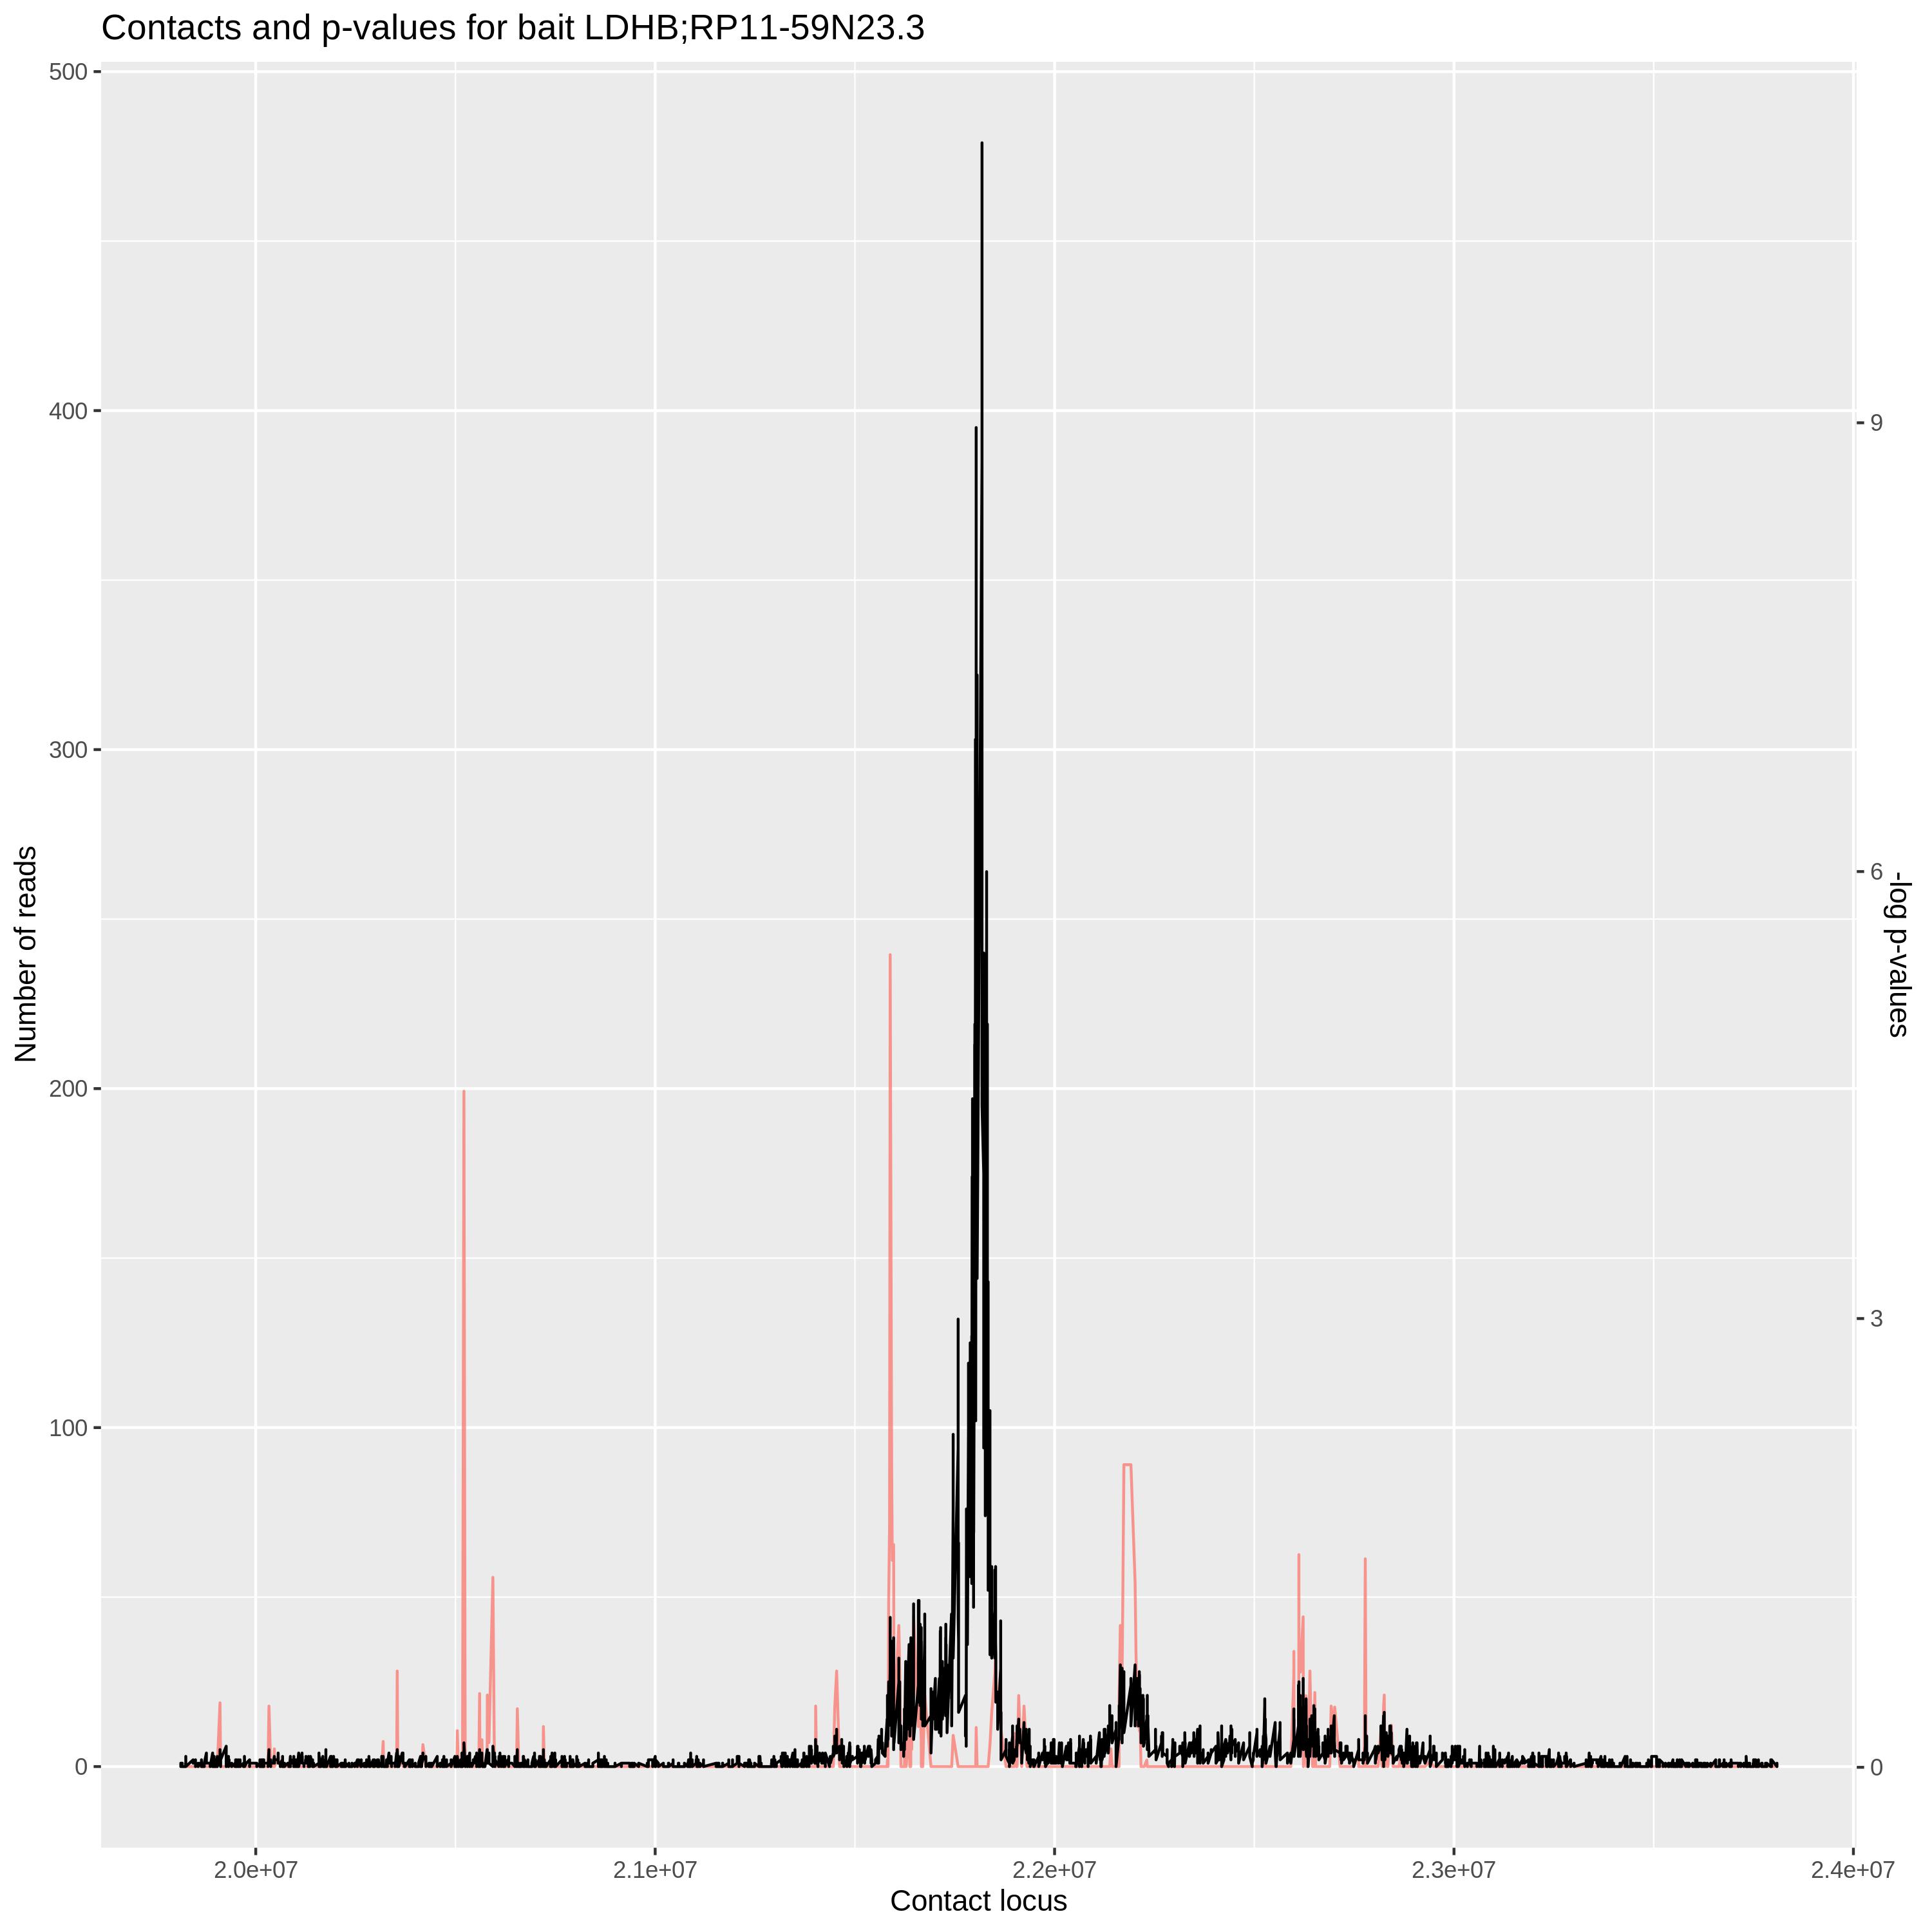 Contacts and p-values for bait LDHB;RP11-59N23.3
500
400
300
200
100
0
Number of reads
9
6
3
0
-log p-values
2.0e+07 2.1e+07 2.2e+07 2.3e+07 2.4e+07
Contact locus